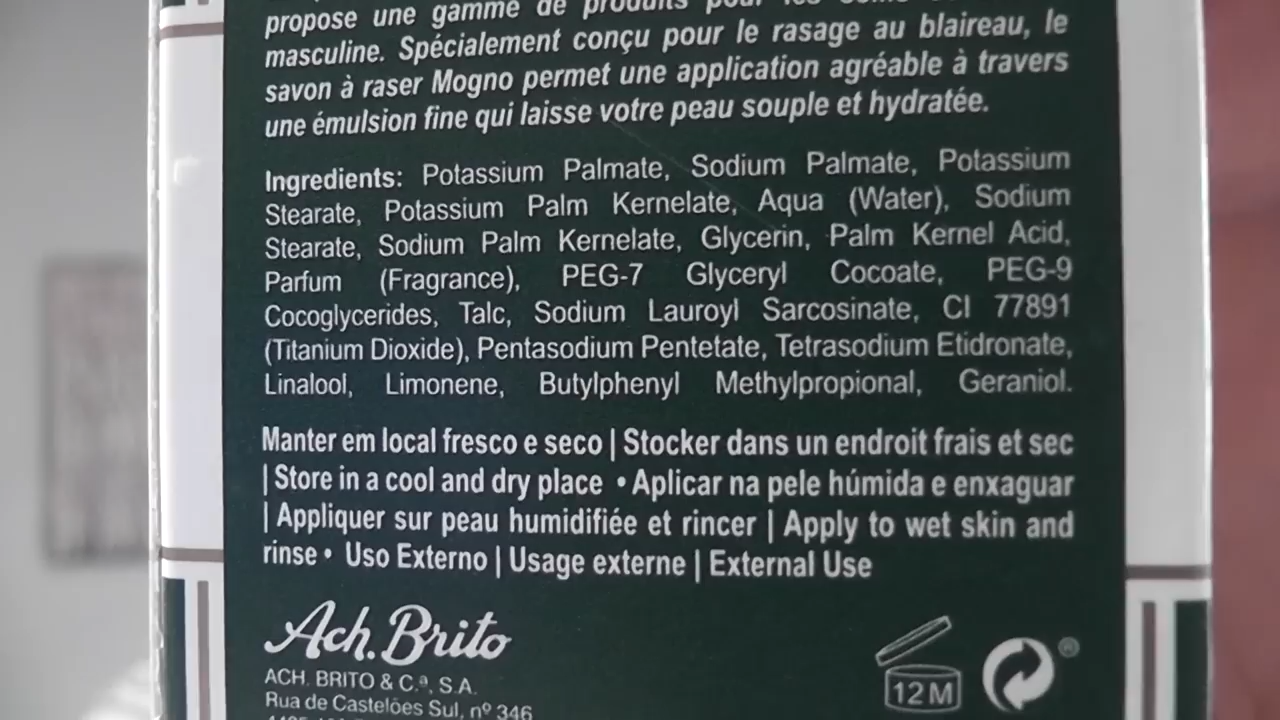 propose une gamme de produits pour les
masculine. Spécialement conçu pour le rasage au blaireau, le
savon à raser Mogno permet une application agréable à travers
une émulsion fine qui laisse votre peau souple et hydratée.
Ingredients: Potassium Palmate, Sodium Palmate, Potassium
Stearate, Potassium Palm Kernelate, Aqua (Water), Sodium
Stearate, Sodium Palm Kernelate, Glycerin, Palm Kernel Acid,
Parfum (Fragrance), PEG-7 Glyceryl Cocoate, PEG-9
Cocoglycerides, Talc, Sodium Lauroyl Sarcosinate, CI 77891
(Titanium Dioxide), Pentasodium Pentetate, Tetrasodium Etidronate,
Linalool, Limonene, Butylphenyl Methylpropional, Geraniol.
Manter em local fresco e seco | Stocker dans un endroit frais et sec
| Store in a cool and dry place • Aplicar na pele húmida e enxaguar
| Appliquer sur peau humidifiée et rincer | Apply to wet skin and
rinse • Uso Externo | Usage externe | External Use
Ach. Brito
ACH. BRITO & C.ª, S.A.
Rua de Castelões Sul, nº 346
12M
®